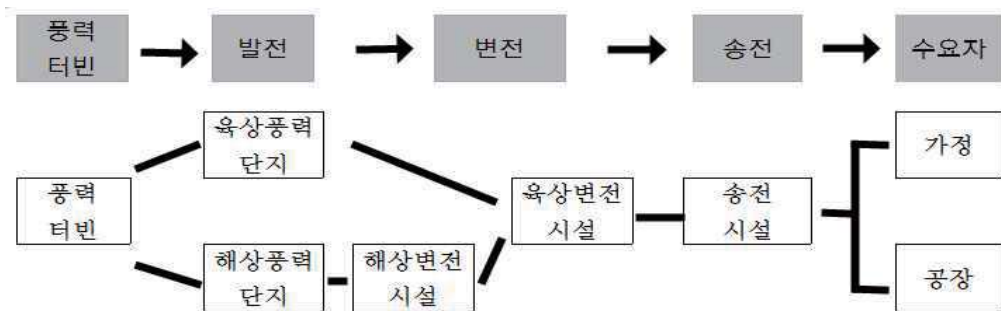 풍력
터빈
발전
변전
송전
수요자
육상풍력
단지
가정
풍력
터빈
육상변전
시설
송전
시설
해상풍력
단지
해상변전
시설
공장